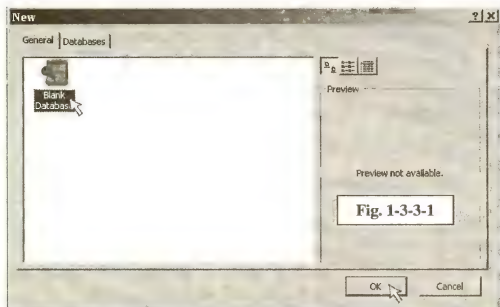 New
? X
General Databases
Blank
Database
Preview
Preview not available.
Fig. 1-3-3-1
OK Cancel